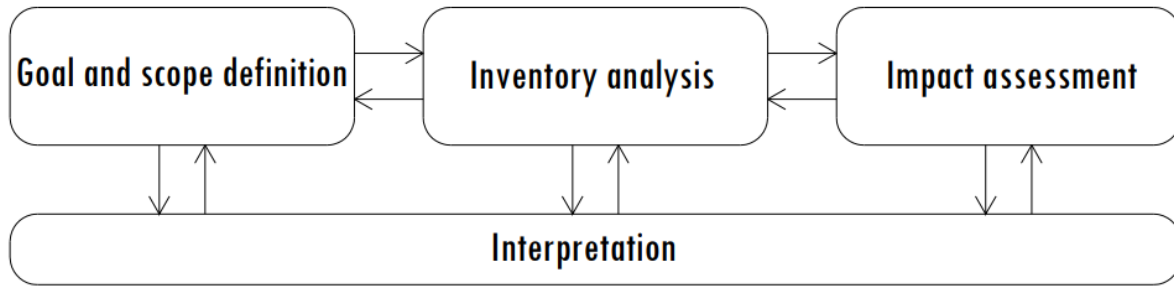 Goal and scope definition
Inventory analysis
Impact assessment
Interpretation